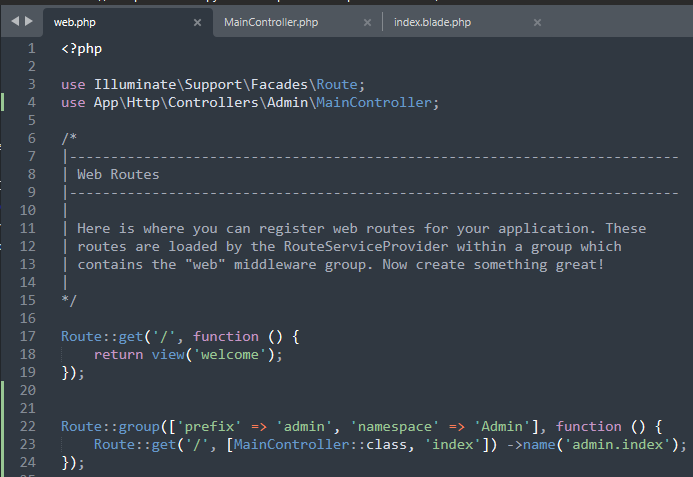 web.php × MainController.php × index.blade.php ×
1 <?php
2
3 use Illuminate\Support\Facades\Route;
4 use App\Http\Controllers\Admin\MainController;
5
6 /*
7 |--------------------------------------------------------------------------
8 | Web Routes
9 |--------------------------------------------------------------------------
10 |
11 | Here is where you can register web routes for your application. These
12 | routes are loaded by the RouteServiceProvider within a group which
13 | contains the "web" middleware group. Now create something great!
14 |
15 */
16
17 Route::get('/', function () {
18     return view('welcome');
19 });
20
21
22 Route::group(['prefix' => 'admin', 'namespace' => 'Admin'], function () {
23     Route::get('/', [MainController::class, 'index']) ->name('admin.index');
24 });